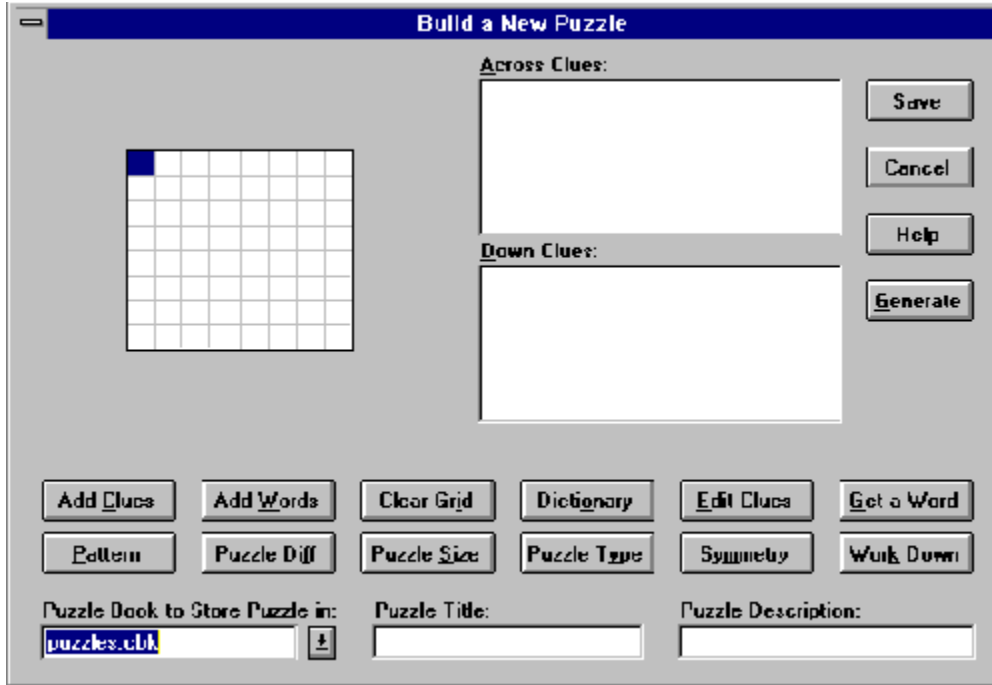 Build a New Puzzle
Across Clues:
Save
Cancel
Help
Down Clues:
Generate
Add Clues Add Words Clear Grid Dictionary Edit Clues Get a Word
Pattern Puzzle Diff Puzzle Size Puzzle Type Symmetry Work Down
Puzzle Book to Store Puzzle in: Puzzle Title: Puzzle Description:
puzzles.cbk